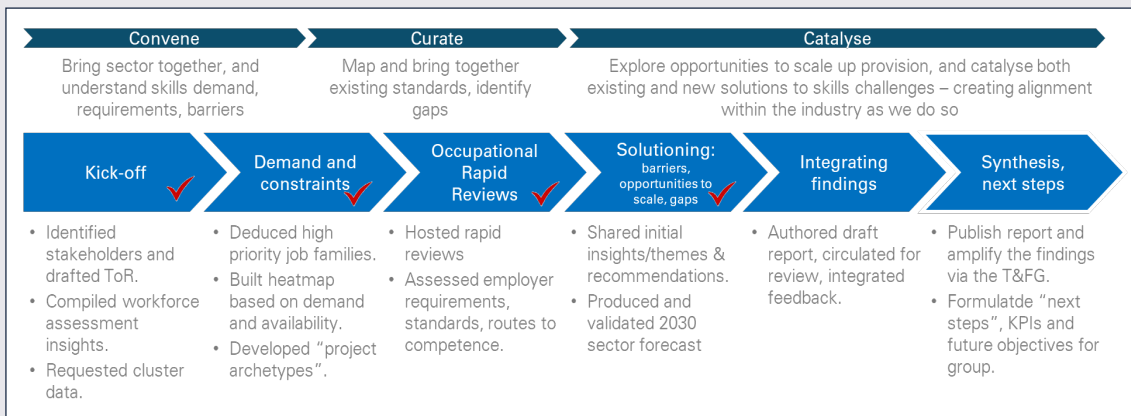 Convene
Curate
Catalyse
Bring sector together, and
understand skills demand,
requirements, barriers
Map and bring together
existing standards, identify
gaps
Explore opportunities to scale up provision, and catalyse both
existing and new solutions to skills challenges – creating alignment
within the industry as we do so
Kick-off
Demand and
constraints
Occupational
Rapid
Reviews
Solutioning:
barriers,
opportunities to
scale, gaps
Integrating
findings
Synthesis,
next steps
• Identified
stakeholders and
drafted ToR.
• Compiled workforce
assessment
insights.
• Requested cluster
data.
• Deduced high
priority job families.
• Built heatmap
based on demand
and availability.
• Developed “project
archetypes”.
• Hosted rapid
reviews
• Assessed employer
requirements,
standards, routes to
competence.
• Shared initial
insights/themes &
recommendations.
• Produced and
validated 2030
sector forecast
• Authored draft
report, circulated for
review, integrated
feedback.
• Publish report and
amplify the findings
via the T&FG.
• Formulatde “next
steps”, KPIs and
future objectives for
group.